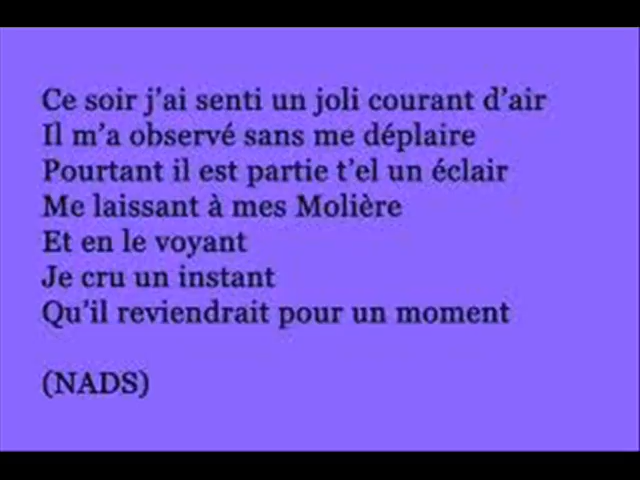 Ce soir j’ai senti un joli courant d’air
Il m’a observé sans me déplaire
Pourtant il est partie t’el un éclair
Me laissant à mes Molière
Et en le voyant
Je cru un instant
Qu’il reviendrait pour un moment
(NADS)